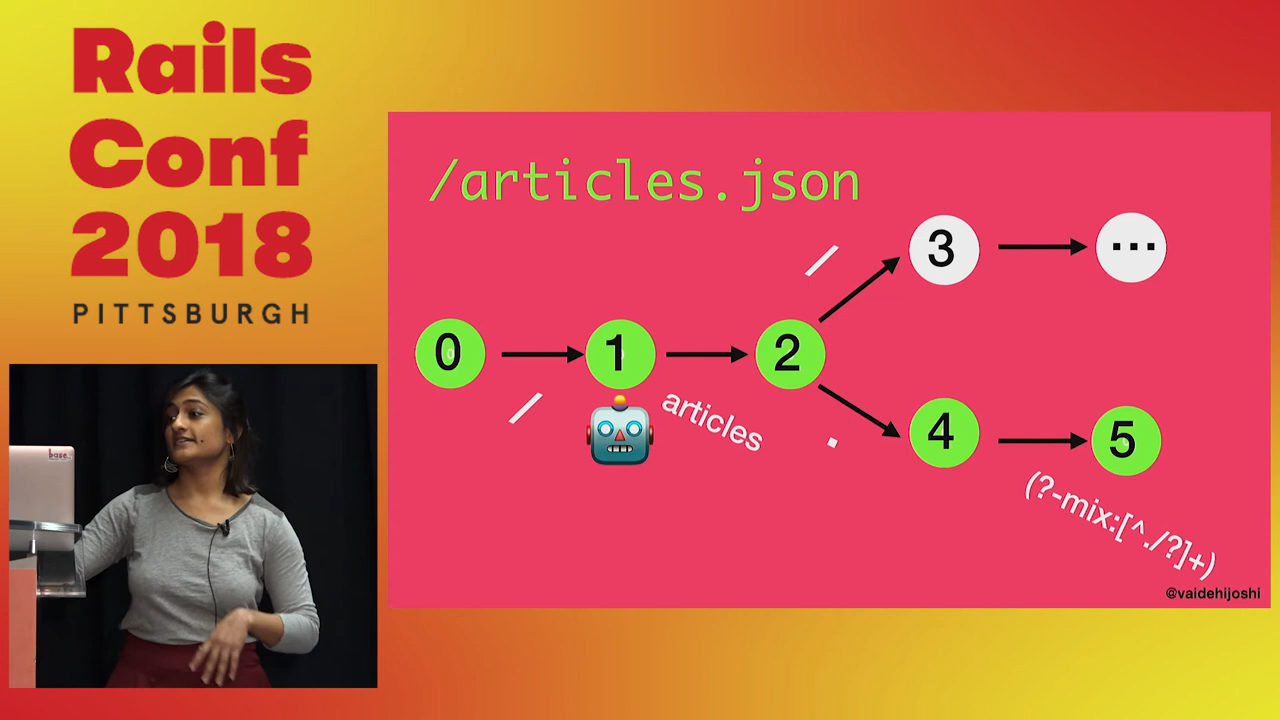 Rails
Conf
2018
PITTSBURGH
base
/articles.json
/
3
...
0
1
2
/
articles
.
4
5
(?-mix:[^./?]+)
@vaidehijoshi